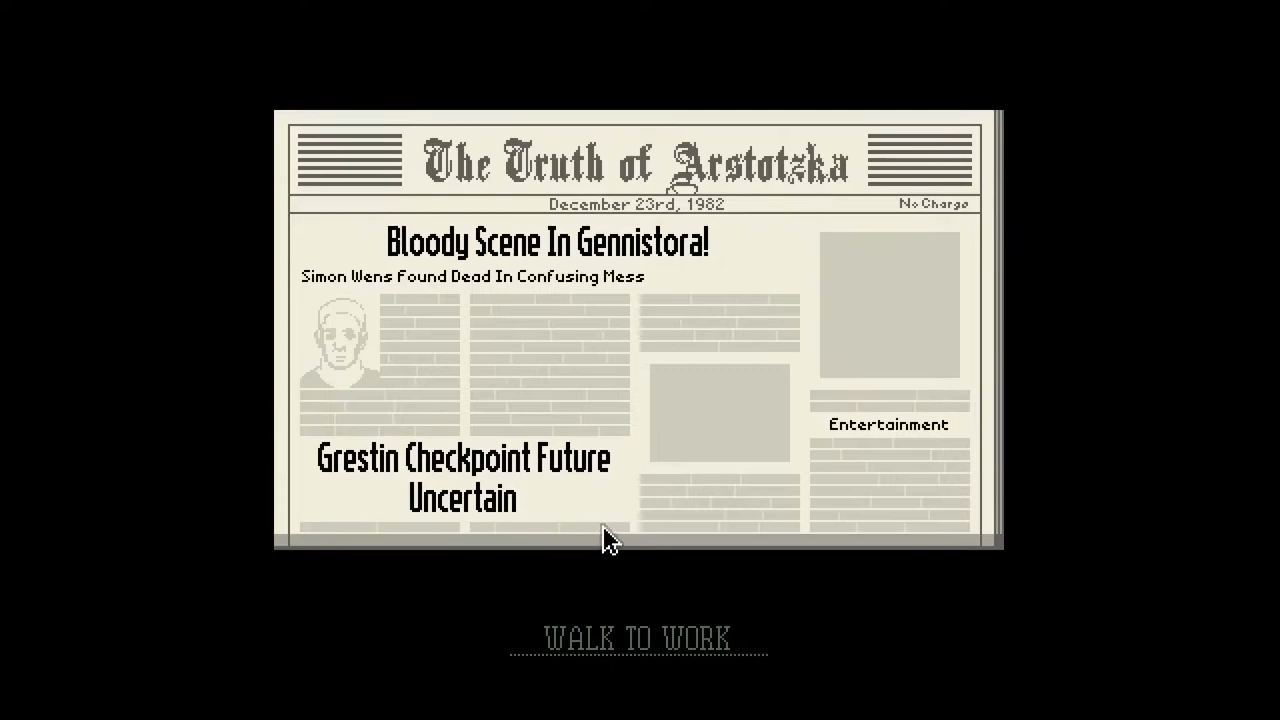 The Truth of Arstotzka
December 23rd, 1982
No Charge
Bloody Scene In Gennistora!
Simon Wens Found Dead In Confusing Mess
Grestin Checkpoint Future
Uncertain
Entertainment
WALK TO WORK